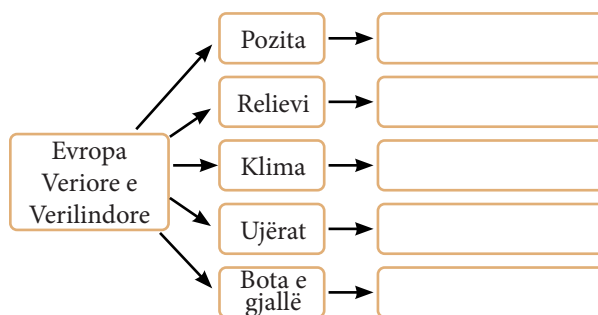 Pozita
Relievi
Evropa
Veriore e
Verilindore
Klima
Ujërat
Bota e
gjallë